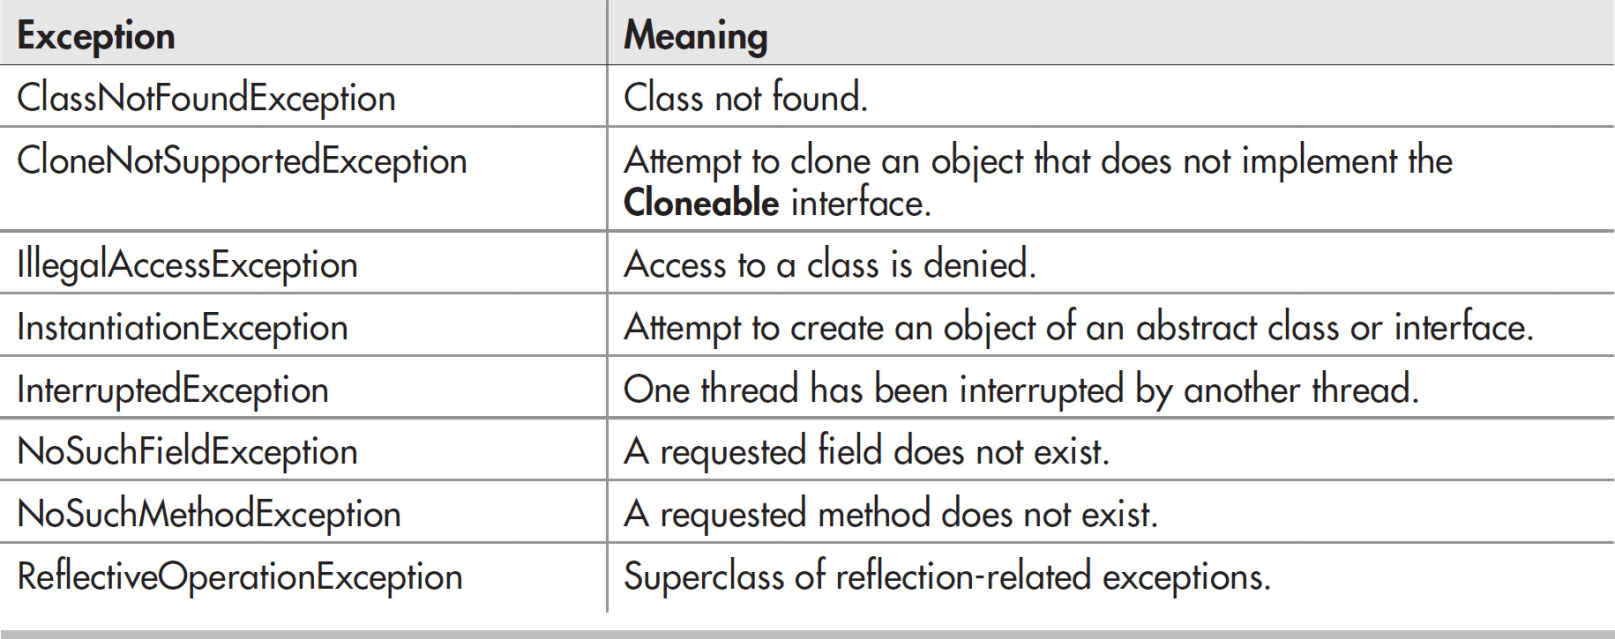 Exception Meaning
ClassNotFoundException Class not found.
CloneNotSupportedException Attempt to clone an object that does not implement the
Cloneable interface.
IllegalAccessException Access to a class is denied.
InstantiationException Attempt to create an object of an abstract class or interface.
InterruptedException One thread has been interrupted by another thread.
NoSuchFieldException A requested field does not exist.
NoSuchMethodException A requested method does not exist.
ReflectiveOperationException Superclass of reflection-related exceptions.